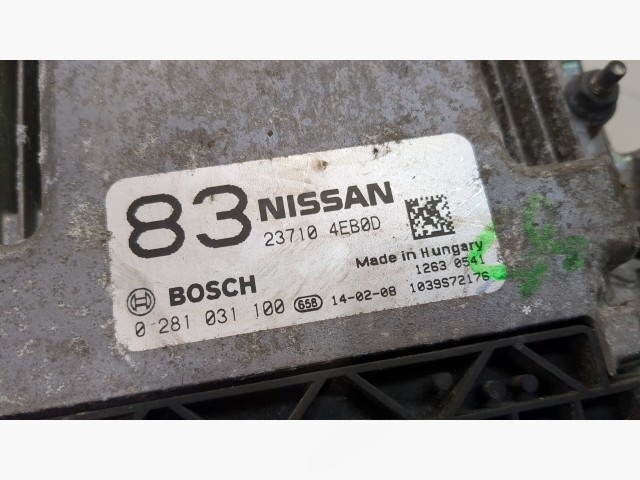 83 NISSAN
23710 4EB0D
Made in Hungary
1263 0541
BOSCH
0 281 031 100 658 14-02-08 1039S72176